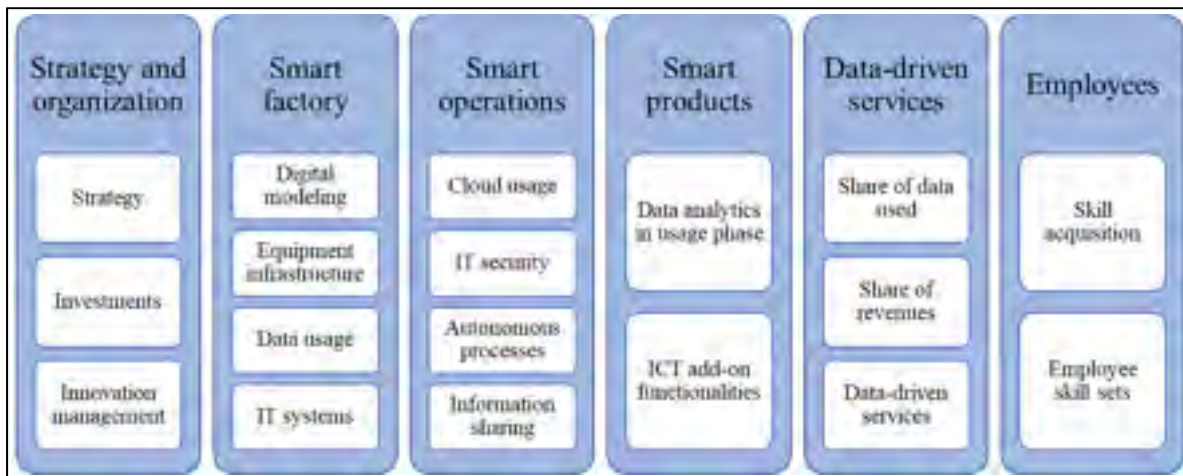 Strategy and
organization
Strategy
Investments
Innovation
management
Smart
factory
Digital
modeling
Equipment
infrastructure
Data usage
IT systems
Smart
operations
Cloud usage
IT security
Autonomous
processes
Information
sharing
Smart
products
Data analytics
in usage phase
ICT add-on
functionalities
Data-driven
services
Share of data
used
Share of
revenues
Data-driven
services
Employees
Skill
acquisition
Employee
skill sets